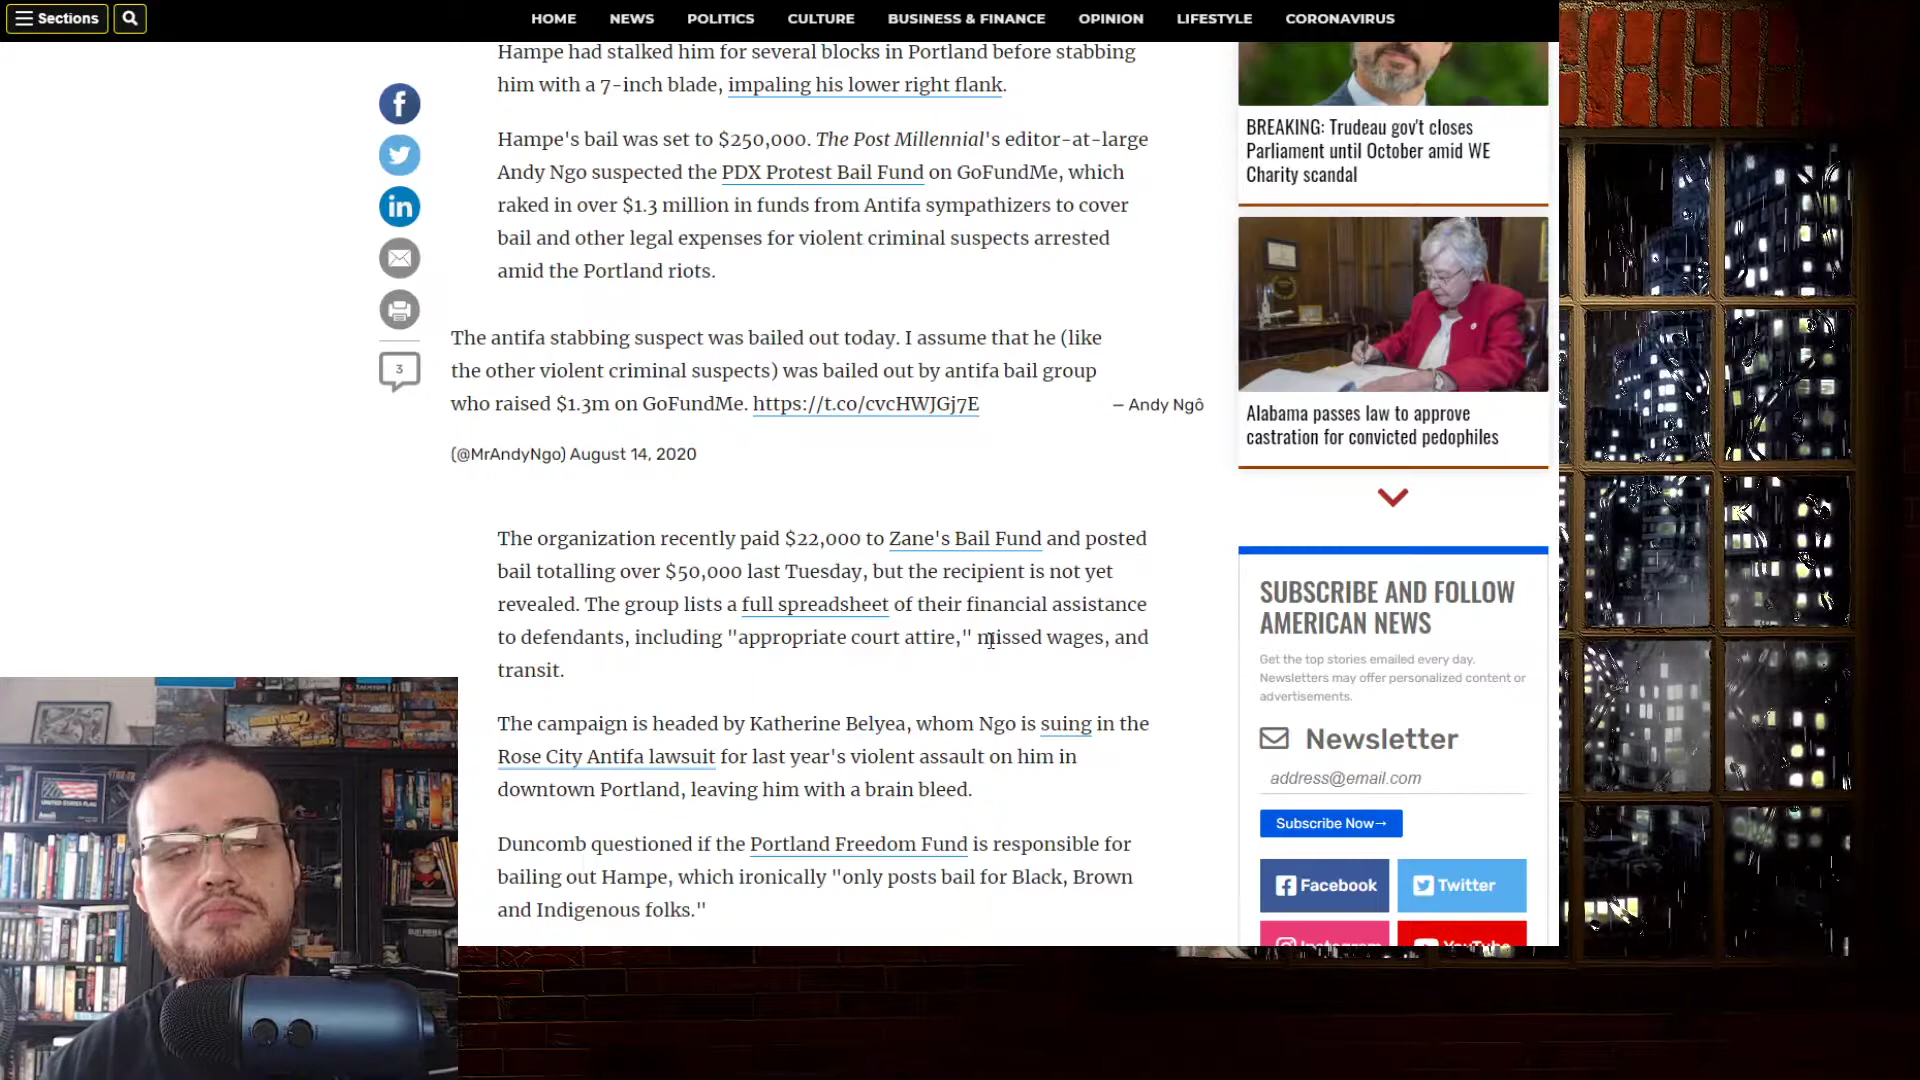 Sections
HOME NEWS POLITICS CULTURE BUSINESS & FINANCE OPINION LIFESTYLE CORONAVIRUS
Hampe had stalked him for several blocks in Portland before stabbing
him with a 7-inch blade, impaling his lower right flank.
Hampe's bail was set to $250,000. The Post Millennial's editor-at-large
Andy Ngo suspected the PDX Protest Bail Fund on GoFundMe, which
raked in over $1.3 million in funds from Antifa sympathizers to cover
bail and other legal expenses for violent criminal suspects arrested
amid the Portland riots.
3
The antifa stabbing suspect was bailed out today. I assume that he (like
the other violent criminal suspects) was bailed out by antifa bail group
who raised $1.3m on GoFundMe. https://t.co/cvcHWJGj7E
— Andy Ngô
(@MrAndyNgo) August 14, 2020
The organization recently paid $22,000 to Zane's Bail Fund and posted
bail totalling over $50,000 last Tuesday, but the recipient is not yet
revealed. The group lists a full spreadsheet of their financial assistance
to defendants, including "appropriate court attire," missed wages, and
transit.
The campaign is headed by Katherine Belyea, whom Ngo is suing in the
Rose City Antifa lawsuit for last year's violent assault on him in
downtown Portland, leaving him with a brain bleed.
Duncomb questioned if the Portland Freedom Fund is responsible for
bailing out Hampe, which ironically "only posts bail for Black, Brown
and Indigenous folks."
BREAKING: Trudeau gov't closes
Parliament until October amid WE
Charity scandal
Alabama passes law to approve
castration for convicted pedophiles
SUBSCRIBE AND FOLLOW
AMERICAN NEWS
Get the top stories emailed every day.
Newsletters may offer personalized content or
advertisements.
Newsletter
address@email.com
Subscribe Now→
Facebook
Twitter
Instagram
YouTube